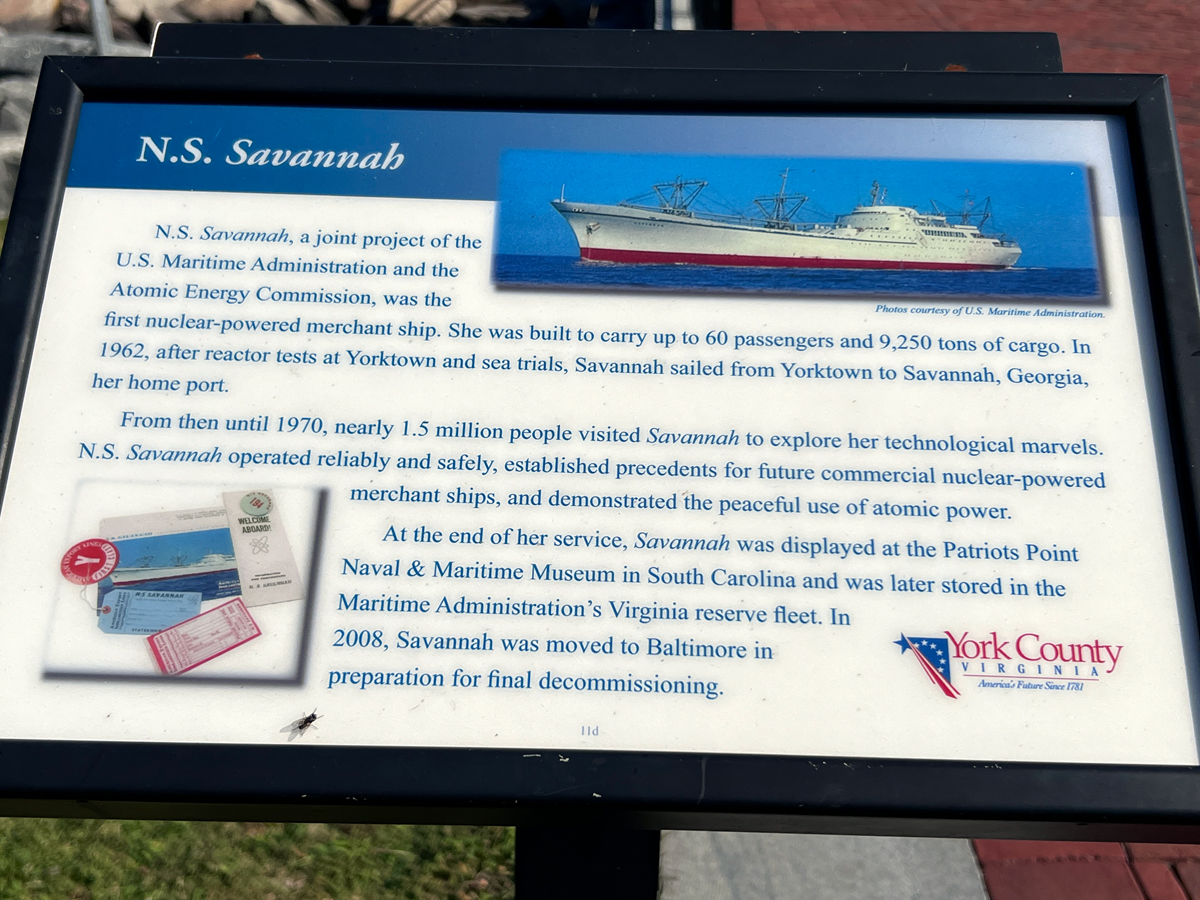 N.S. Savannah
N.S. Savannah, a joint project of the
U.S. Maritime Administration and the
Atomic Energy Commission, was the
Photos courtesy of U.S. Maritime Administration.
first nuclear-powered merchant ship. She was built to carry up to 60 passengers and 9,250 tons of cargo. In
1962, after reactor tests at Yorktown and sea trials, Savannah sailed from Yorktown to Savannah, Georgia,
her home port.
From then until 1970, nearly 1.5 million people visited Savannah to explore her technological marvels.
N.S. Savannah operated reliably and safely, established precedents for future commercial nuclear-powered
merchant ships, and demonstrated the peaceful use of atomic power.
At the end of her service, Savannah was displayed at the Patriots Point
Naval & Maritime Museum in South Carolina and was later stored in the
Maritime Administration's Virginia reserve fleet. In
2008, Savannah was moved to Baltimore in
preparation for final decommissioning.
194
WELCOME
ABOARD!
N.S. SAVANNAH
York County
VIRGINIA
America's Future Since 1781
11d